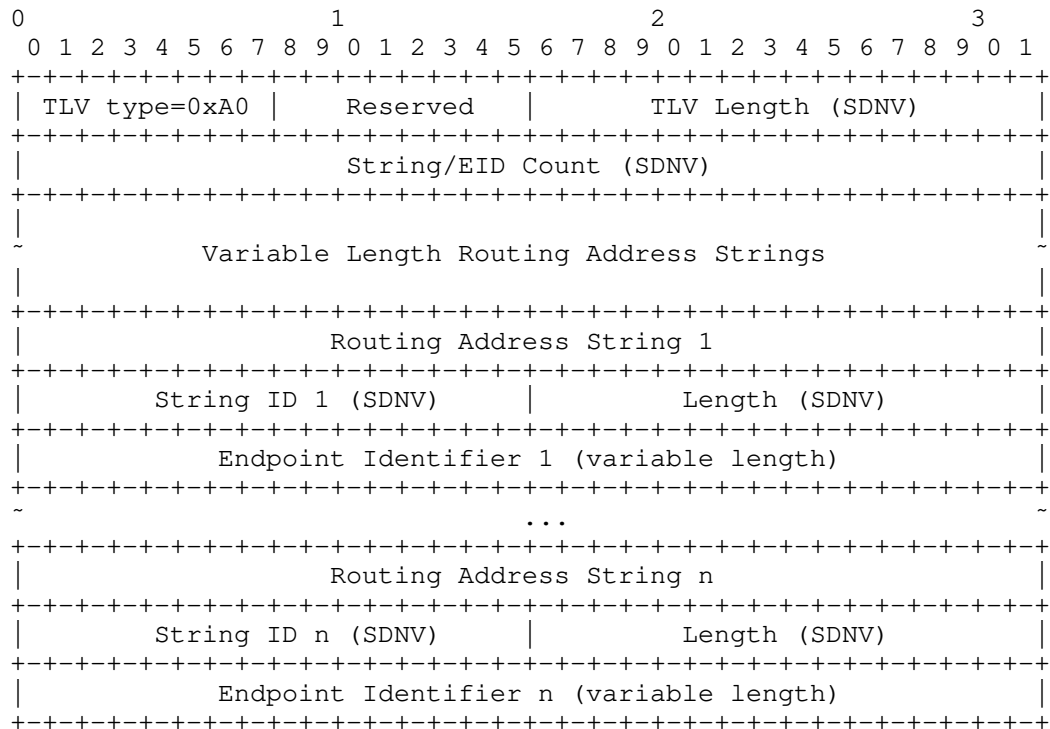 0                   1                   2                   3
 0 1 2 3 4 5 6 7 8 9 0 1 2 3 4 5 6 7 8 9 0 1 2 3 4 5 6 7 8 9 0 1
+-+-+-+-+-+-+-+-+-+-+-+-+-+-+-+-+-+-+-+-+-+-+-+-+-+-+-+-+-+-+-+-+
| TLV type=0xA0 |    Reserved   |       TLV Length (SDNV)       |
+-+-+-+-+-+-+-+-+-+-+-+-+-+-+-+-+-+-+-+-+-+-+-+-+-+-+-+-+-+-+-+-+
|                    String/EID Count (SDNV)                    |
+-+-+-+-+-+-+-+-+-+-+-+-+-+-+-+-+-+-+-+-+-+-+-+-+-+-+-+-+-+-+-+-+
|                                                               |
~           Variable Length Routing Address Strings             ~
|                                                               |
+-+-+-+-+-+-+-+-+-+-+-+-+-+-+-+-+-+-+-+-+-+-+-+-+-+-+-+-+-+-+-+-+
|                   Routing Address String 1                    |
+-+-+-+-+-+-+-+-+-+-+-+-+-+-+-+-+-+-+-+-+-+-+-+-+-+-+-+-+-+-+-+-+
|        String ID 1 (SDNV)     |         Length (SDNV)         |
+-+-+-+-+-+-+-+-+-+-+-+-+-+-+-+-+-+-+-+-+-+-+-+-+-+-+-+-+-+-+-+-+
|            Endpoint Identifier 1 (variable length)            |
+-+-+-+-+-+-+-+-+-+-+-+-+-+-+-+-+-+-+-+-+-+-+-+-+-+-+-+-+-+-+-+-+
~                               ...                             ~
+-+-+-+-+-+-+-+-+-+-+-+-+-+-+-+-+-+-+-+-+-+-+-+-+-+-+-+-+-+-+-+-+
|                   Routing Address String n                    |
+-+-+-+-+-+-+-+-+-+-+-+-+-+-+-+-+-+-+-+-+-+-+-+-+-+-+-+-+-+-+-+-+
|        String ID n (SDNV)     |         Length (SDNV)         |
+-+-+-+-+-+-+-+-+-+-+-+-+-+-+-+-+-+-+-+-+-+-+-+-+-+-+-+-+-+-+-+-+
|            Endpoint Identifier n (variable length)            |
+-+-+-+-+-+-+-+-+-+-+-+-+-+-+-+-+-+-+-+-+-+-+-+-+-+-+-+-+-+-+-+-+